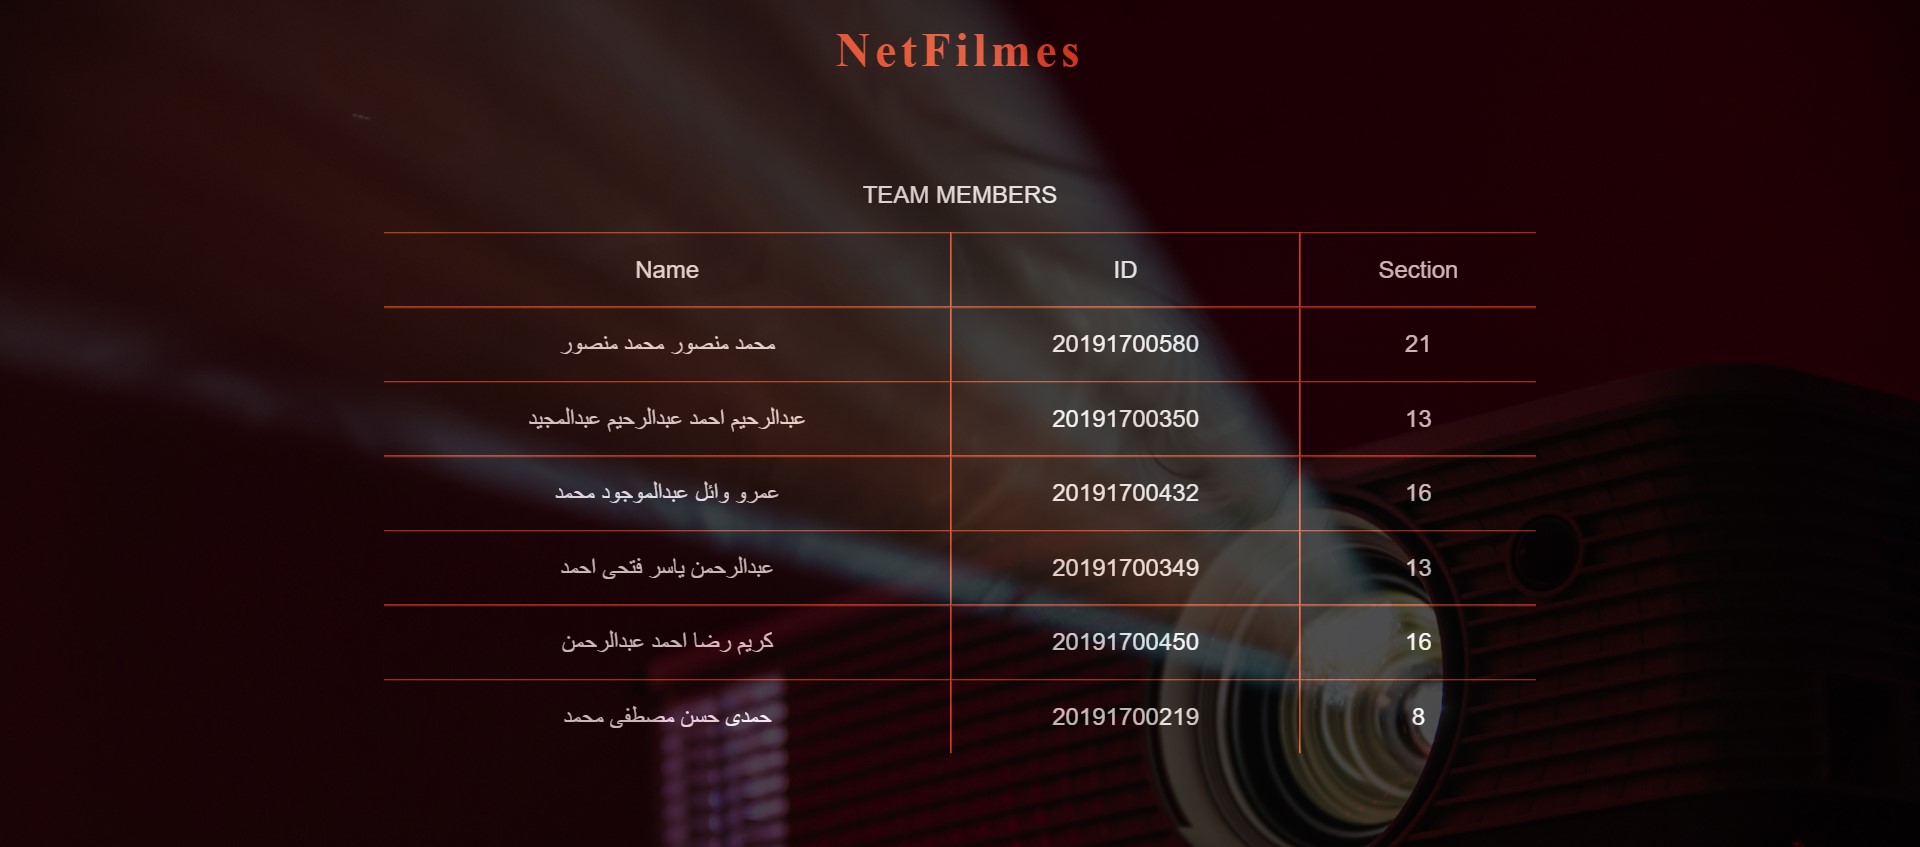 NetFilmes
TEAM MEMBERS
Name ID Section
محمد منصور محمد منصور 20191700580 21
عبدالرحيم احمد عبدالرحيم عبدالمجيد 20191700350 13
عمرو وائل عبدالموجود محمد 20191700432 16
عبدالرحمن ياسر فتحى احمد 20191700349 13
كريم رضا احمد عبدالرحمن 20191700450 16
حمدى حسن مصطفى محمد 20191700219 8